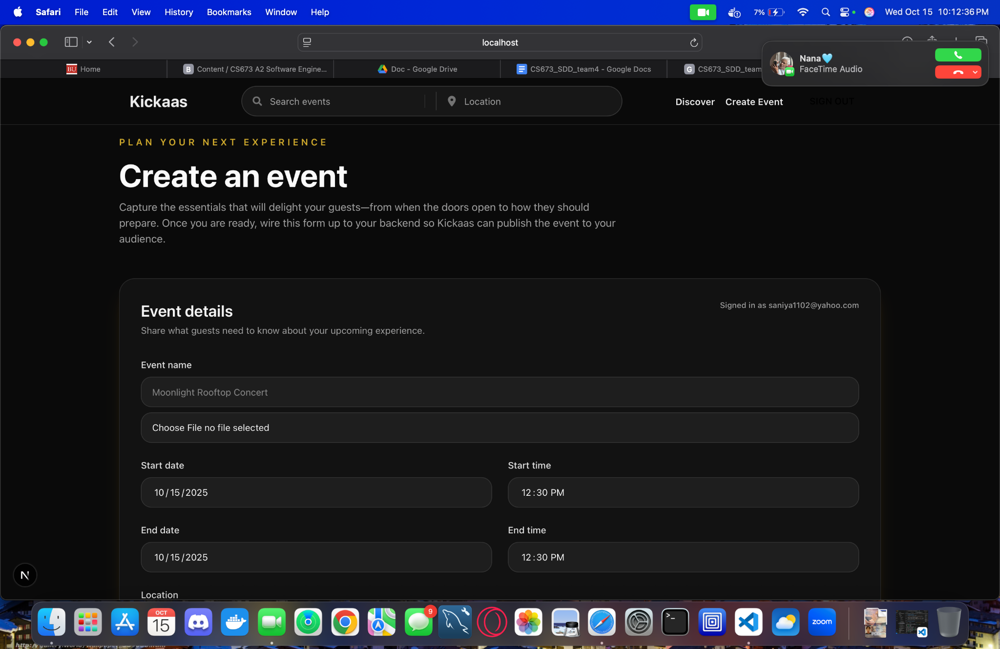 Safari File Edit View History Bookmarks Window Help 7% Wed Oct 15 10:12:36 PM
localhost
Nana🩵
FaceTime Audio
BU Home B Content / CS673 A2 Software Engine... Doc - Google Drive CS673_SDD_team4 - Google Docs G CS673_SDD_team
Kickaas Search events Location Discover Create Event SIGN OUT
PLAN YOUR NEXT EXPERIENCE
Create an event
Capture the essentials that will delight your guests—from when the doors open to how they should
prepare. Once you are ready, wire this form up to your backend so Kickaas can publish the event to your
audience.
Event details
Signed in as saniya1102@yahoo.com
Share what guests need to know about your upcoming experience.
Event name
Moonlight Rooftop Concert
Choose File no file selected
Start date Start time
10/15/2025 12:30 PM
End date End time
10/15/2025 12:30 PM
N
Location
OCT
15
9
>_
zoom